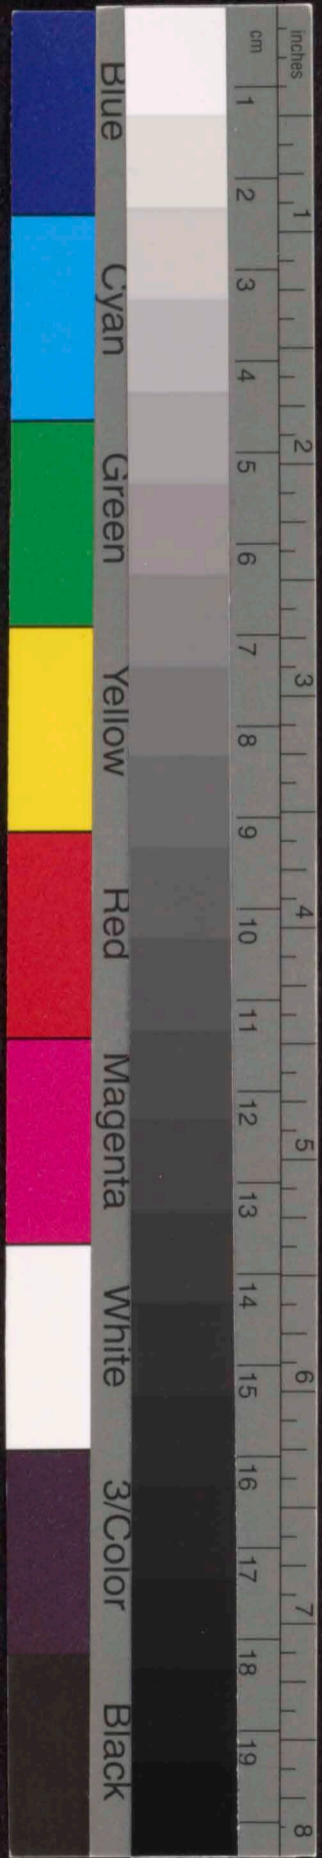 inches 1 2 3 4 5 6 7 8
cm 1 2 3 4 5 6 7 8 9 10 11 12 13 14 15 16 17 18 19
Blue Cyan Green Yellow Red Magenta White 3/Color Black